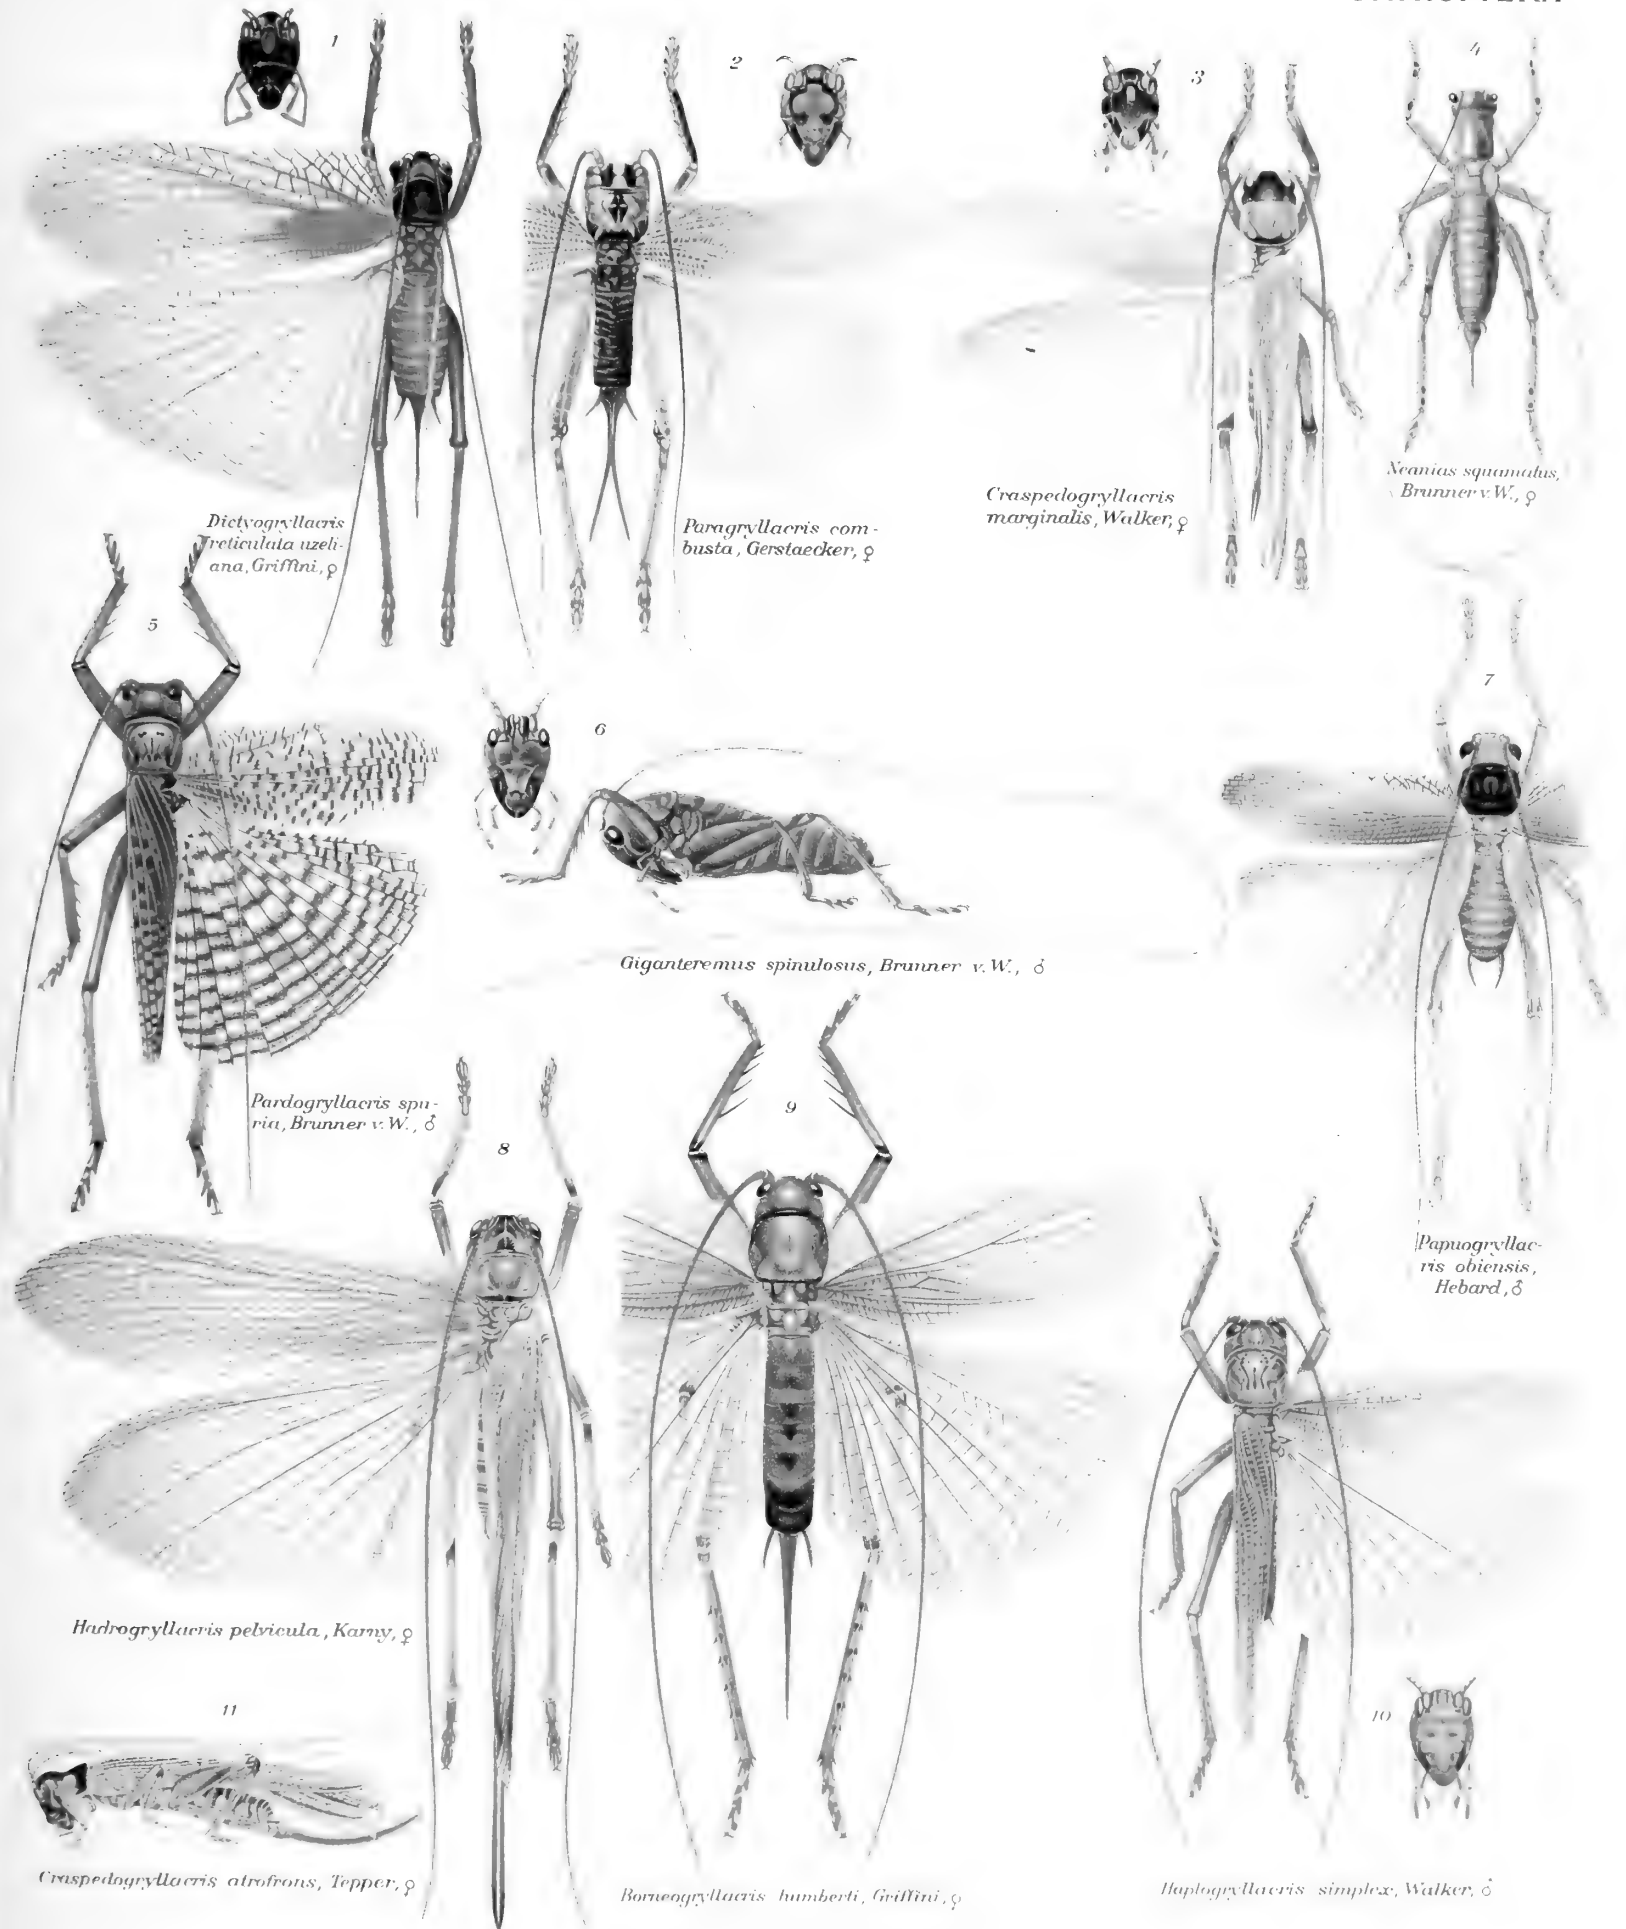 1
2
3
4
Dictyogryllacris
reticulata uzeli-
ana, Griffini, ♀
Paragryllacris com-
busta, Gerstaecker, ♀
Craspedogryllacris
marginalis, Walker, ♀
Neanias squamatus,
Brunner v. W., ♀
5
6
7
Giganteremus spinulosus, Brunner v. W., ♂
Pardogryllacris spu-
ria, Brunner v. W., ♂
8
9
Papuogryllac-
ris obiensis,
Hebard, ♂
Hadrogryllacris pelvicula, Karny, ♀
10
11
Craspedogryllacris atrofrons, Tepper, ♀
Borneogryllacris humberti, Griffini, ♀
Haplogryllacris simplex, Walker, ♂